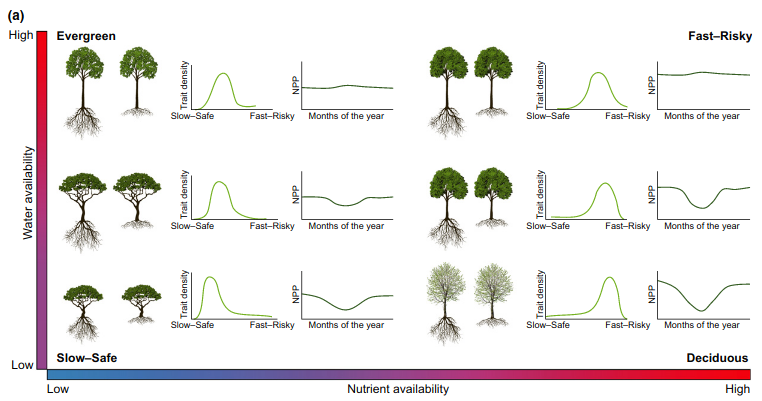 (a)
High
Evergreen
Fast–Risky
Trait density
Slow–Safe
Fast–Risky
NPP
Months of the year
Trait density
Slow–Safe
Fast–Risky
NPP
Months of the year
Water availability
Trait density
Slow–Safe
Fast–Risky
NPP
Months of the year
Trait density
Slow–Safe
Fast–Risky
NPP
Months of the year
Trait density
Slow–Safe
Fast–Risky
NPP
Months of the year
Trait density
Slow–Safe
Fast–Risky
NPP
Months of the year
Low
Slow–Safe
Deciduous
Low
Nutrient availability
High